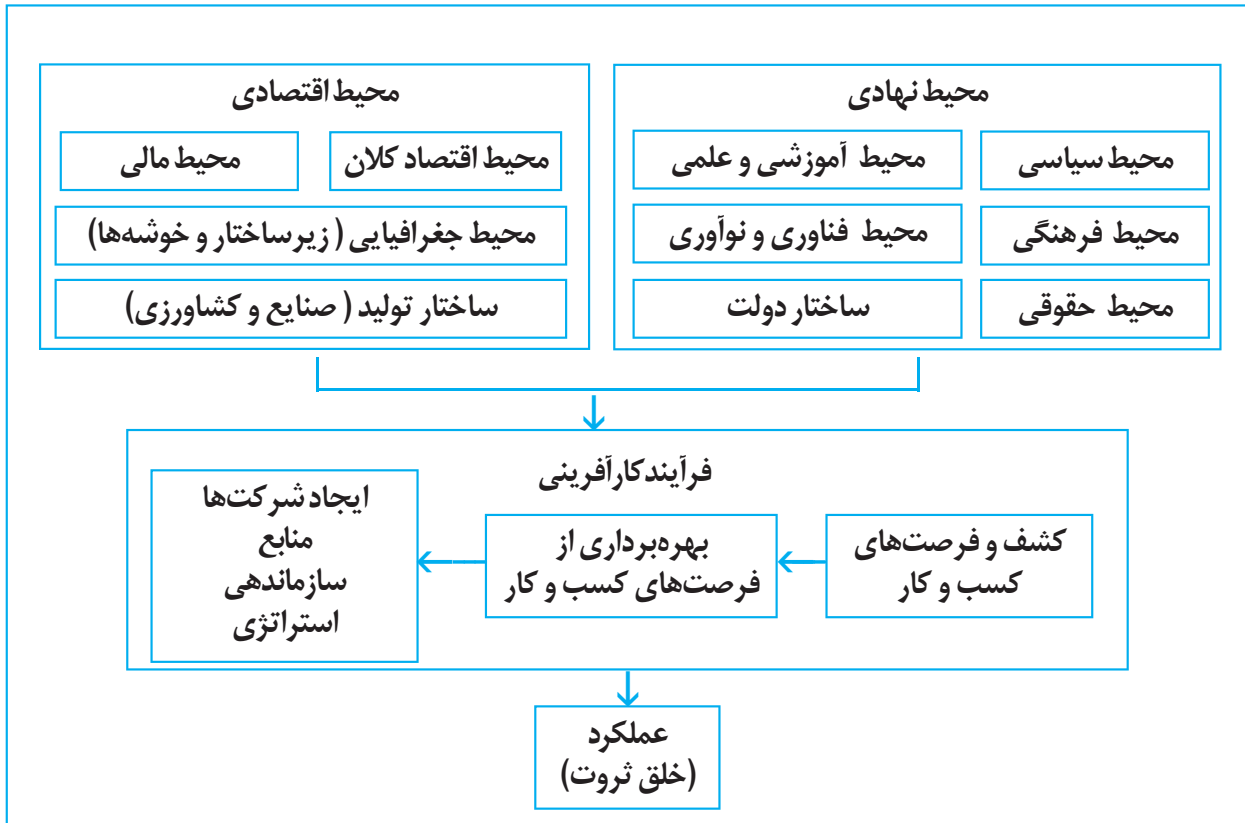 محیط نهادی
محیط سیاسی
محیط آموزشی و علمی
محیط فرهنگی
محیط فناوری و نوآوری
محیط حقوقی
ساختار دولت
محیط اقتصادی
محیط اقتصاد کلان
محیط مالی
محیط جغرافیایی ( زیرساختار و خوشه‌ها)
ساختار تولید ( صنایع و کشاورزی)
فرآیند کارآفرینی
کشف و فرصت‌های
کسب و کار
بهره‌برداری از
فرصت‌های کسب و کار
ایجاد شرکت‌ها
منابع
سازماندهی
استراتژی
عملکرد
(خلق ثروت)